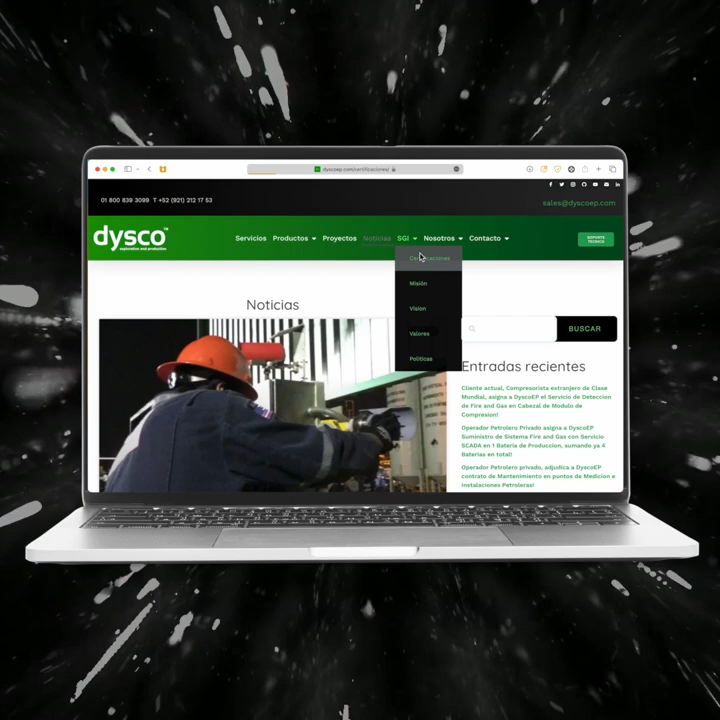 dyscoep.com/certificaciones/
01 800 839 3099 T +52 (921) 212 17 53
sales@dyscoep.com
dysco™
exploration and production
Servicios Productos Proyectos Noticias SGI Nosotros Contacto
SOPORTE
TECNICO
Misión
Vision
Valores
Políticas
Noticias
BUSCAR
Entradas recientes
Cliente actual, Compresorista extranjero de Clase
Mundial, asigna a DyscoEP el Servicio de Deteccion
de Fire and Gas en Cabezal de Modulo de
Compresion!
Operador Petrolero Privado asigna a DyscoEP
Suministro de Sistema Fire and Gas con Servicio
SCADA en 1 Bateria de Produccion, sumando ya 4
Baterias en total!
Operador Petrolero privado, adjudica a DyscoEP
contrato de Mantenimiento en puntos de Medicion e
Instalaciones Petroleras!